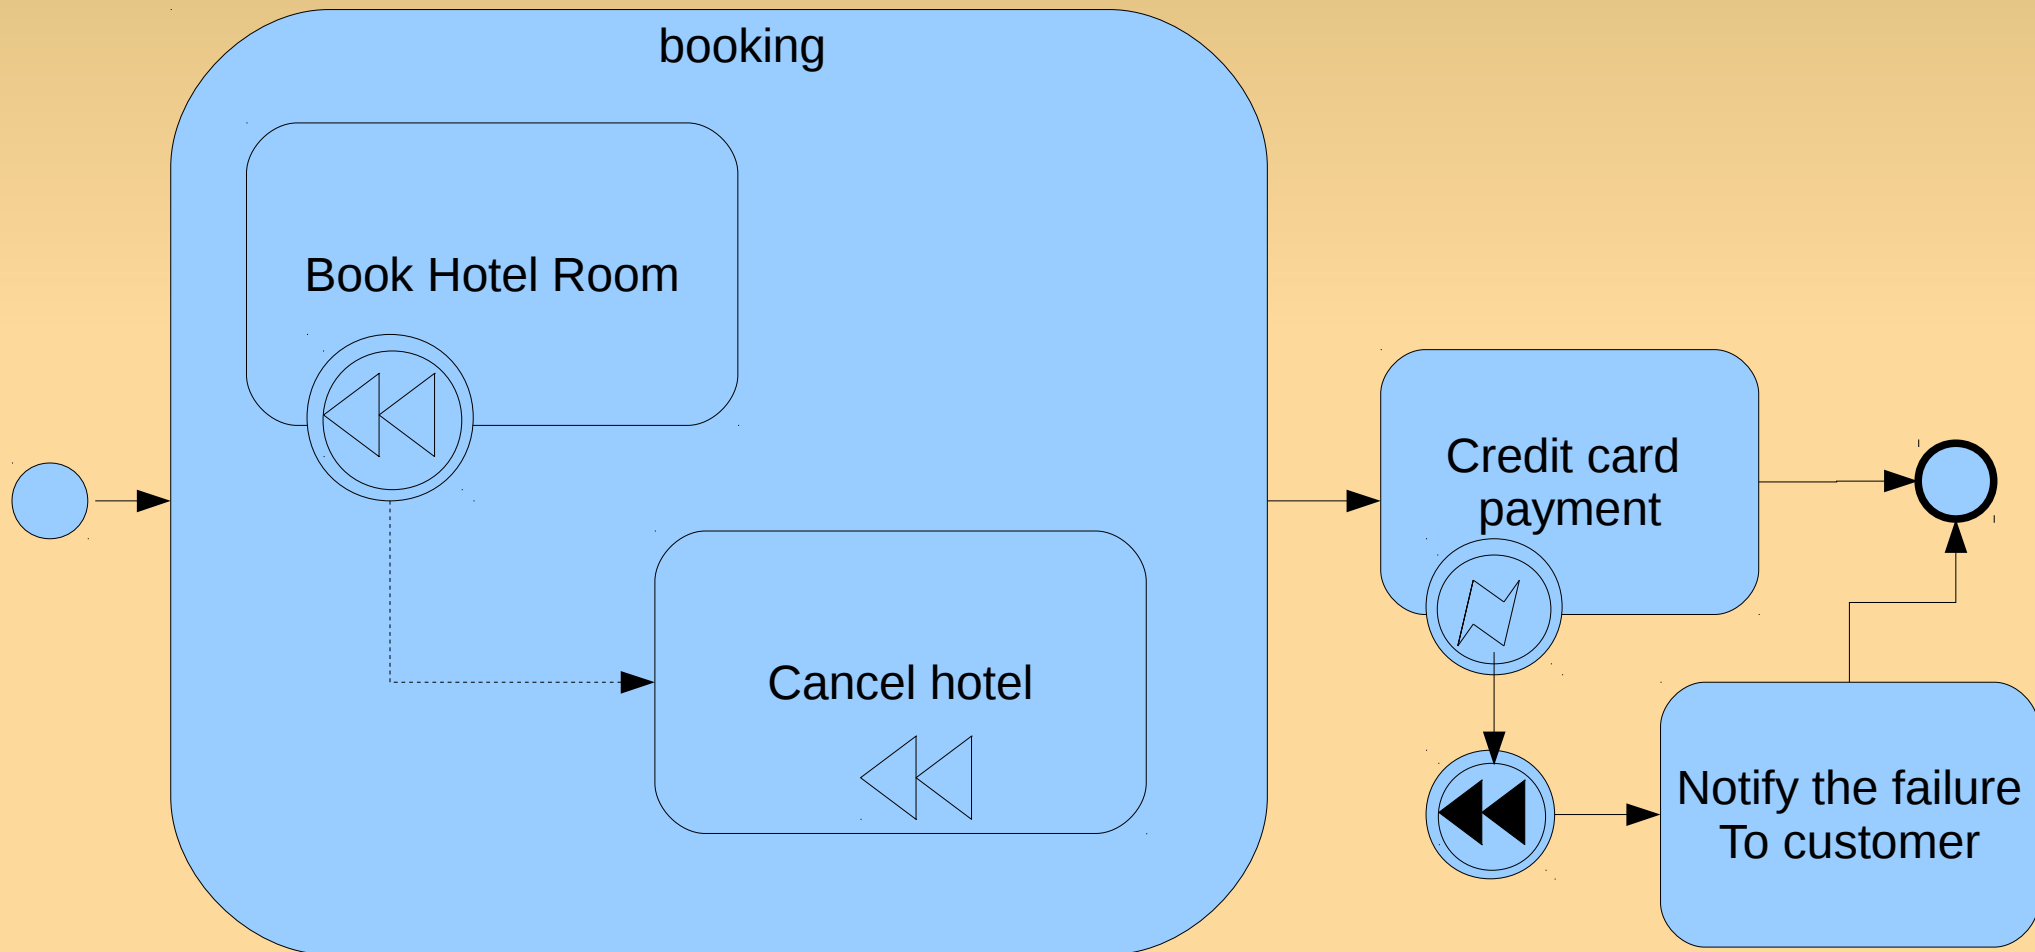 booking
Book Hotel Room
Cancel hotel
Credit card
payment
Notify the failure
To customer